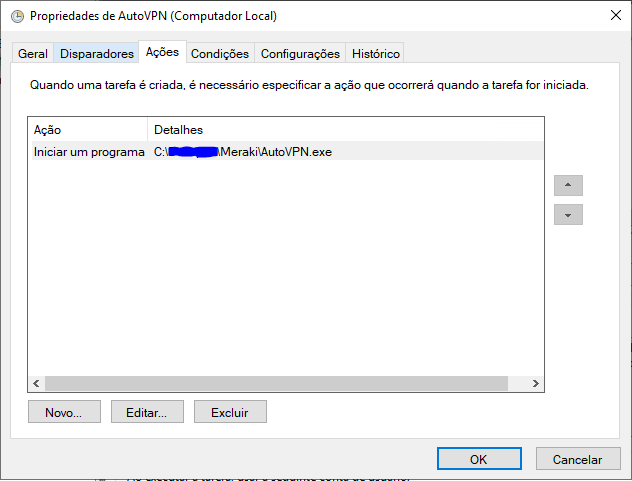 Propriedades de AutoVPN (Computador Local)
Geral Disparadores Ações Condições Configurações Histórico
Quando uma tarefa é criada, é necessário especificar a ação que ocorrerá quando a tarefa for iniciada.
Ação Detalhes
Iniciar um programa C:\ \Meraki\AutoVPN.exe
Novo... Editar... Excluir
OK Cancelar